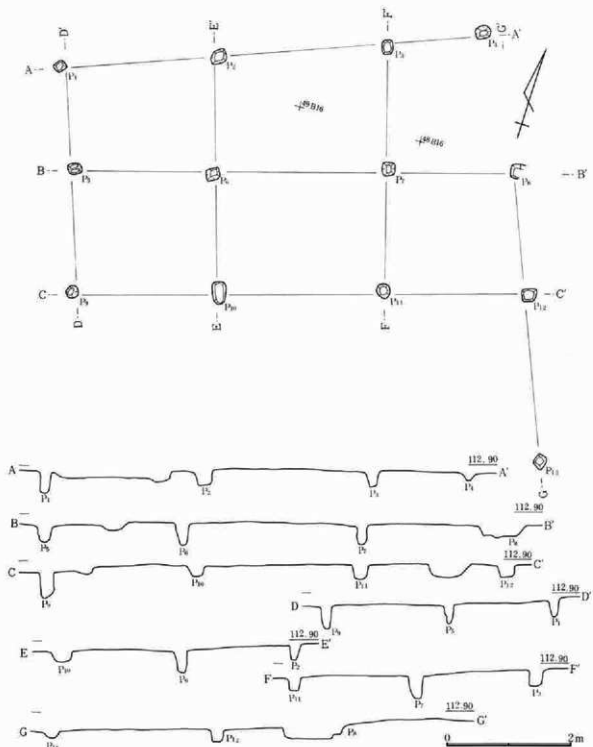 D' E' F' G'
A P1 P2 P3 P4 A'
B P5 P6 P7 P8 B'
C P9 P10 P11 P12 C'
D E F
P13
G
A 112.90 A'
P1 P2 P3 P4
B 112.90 B'
P5 P6 P7 P8
C 112.90 C'
P9 P10 P11 P12
D 112.90 D'
P9 P5 P1
E 112.90 E'
P10 P6 P2
F 112.90 F'
P11 P7 P3
G 112.90 G'
P12 P8
0 2m